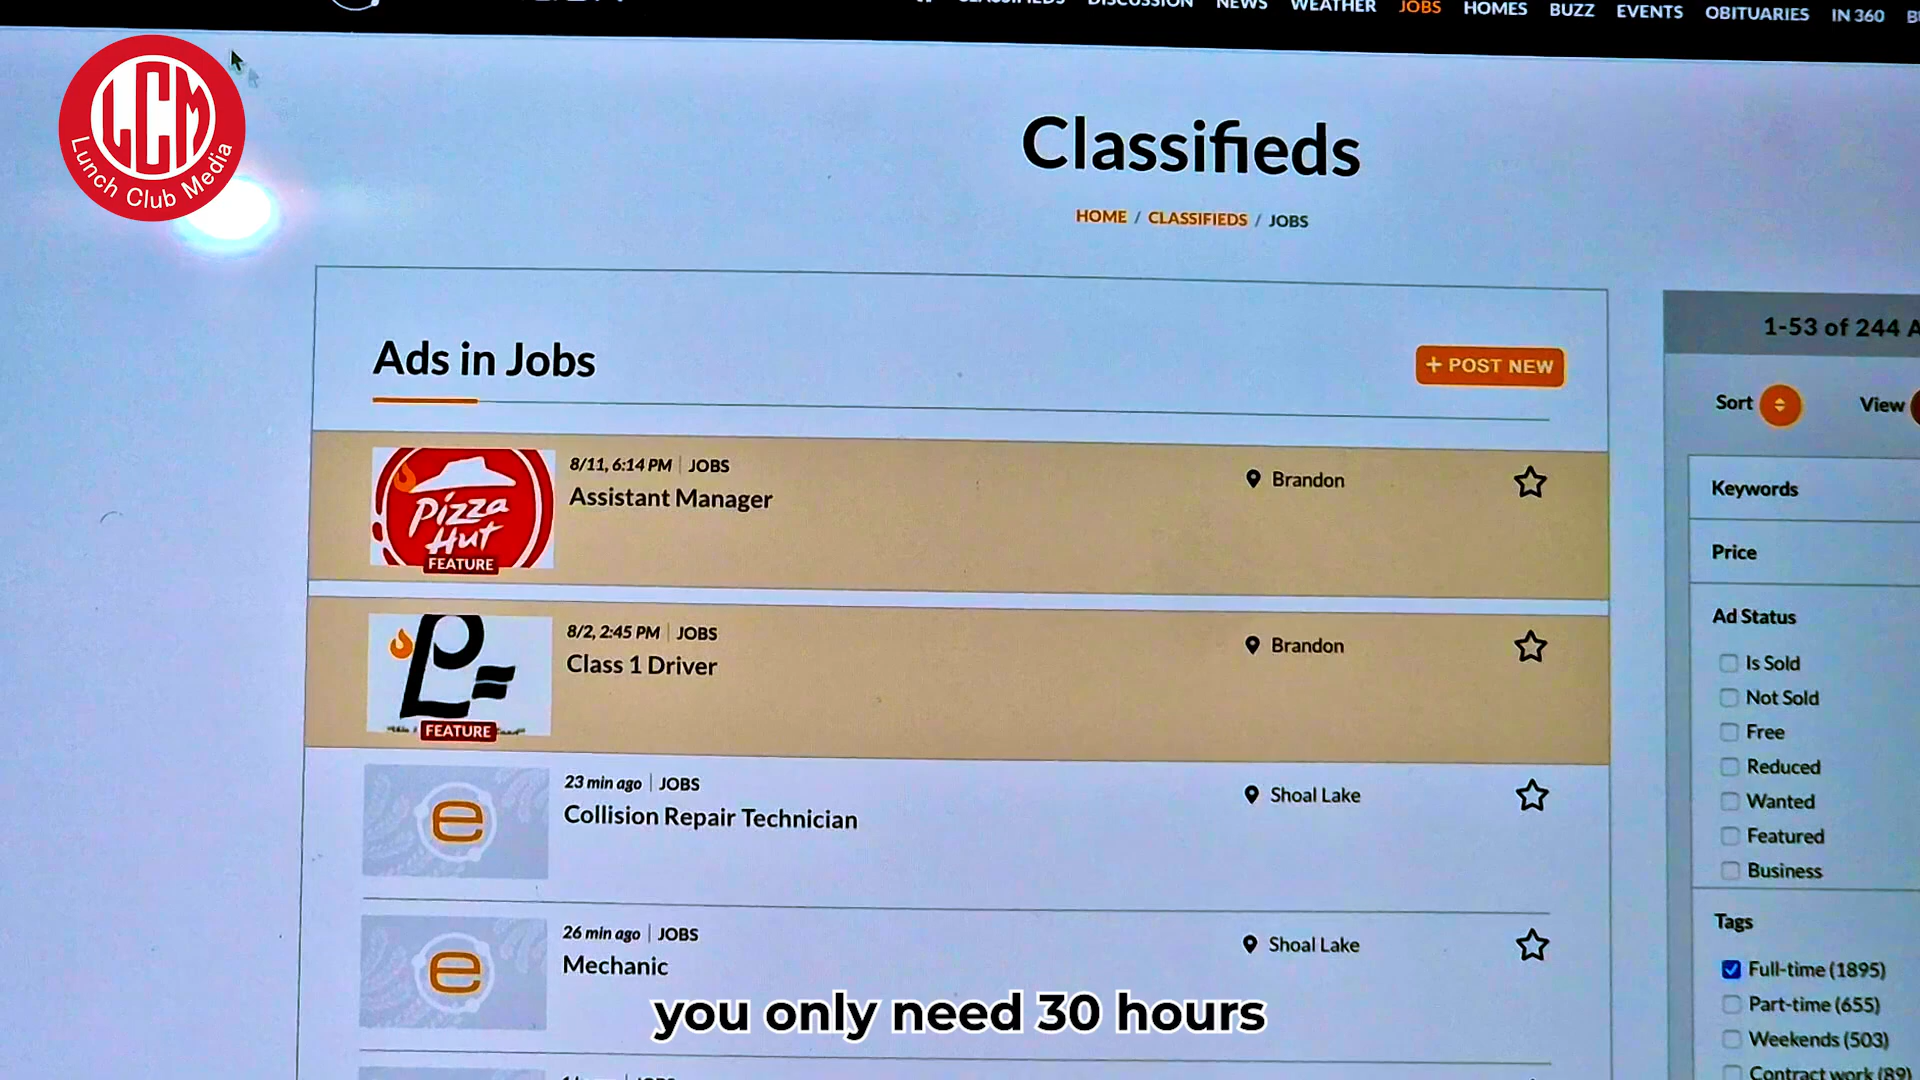 CLASSIFIEDS DISCUSSION NEWS WEATHER JOBS HOMES BUZZ EVENTS OBITUARIES IN 360
LCM
Lunch Club Media
Classifieds
HOME / CLASSIFIEDS / JOBS
1-53 of 244 A
Ads in Jobs
+ POST NEW
Sort
View
8/11, 6:14 PM | JOBS
Assistant Manager
Brandon
Pizza
Hut
FEATURE
8/2, 2:45 PM | JOBS
Class 1 Driver
Brandon
FEATURE
23 min ago | JOBS
Collision Repair Technician
Shoal Lake
e
26 min ago | JOBS
Mechanic
Shoal Lake
e
Keywords
Price
Ad Status
Is Sold
Not Sold
Free
Reduced
Wanted
Featured
Business
Tags
Full-time (1895)
Part-time (655)
Weekends (503)
Contract work (89)
you only need 30 hours